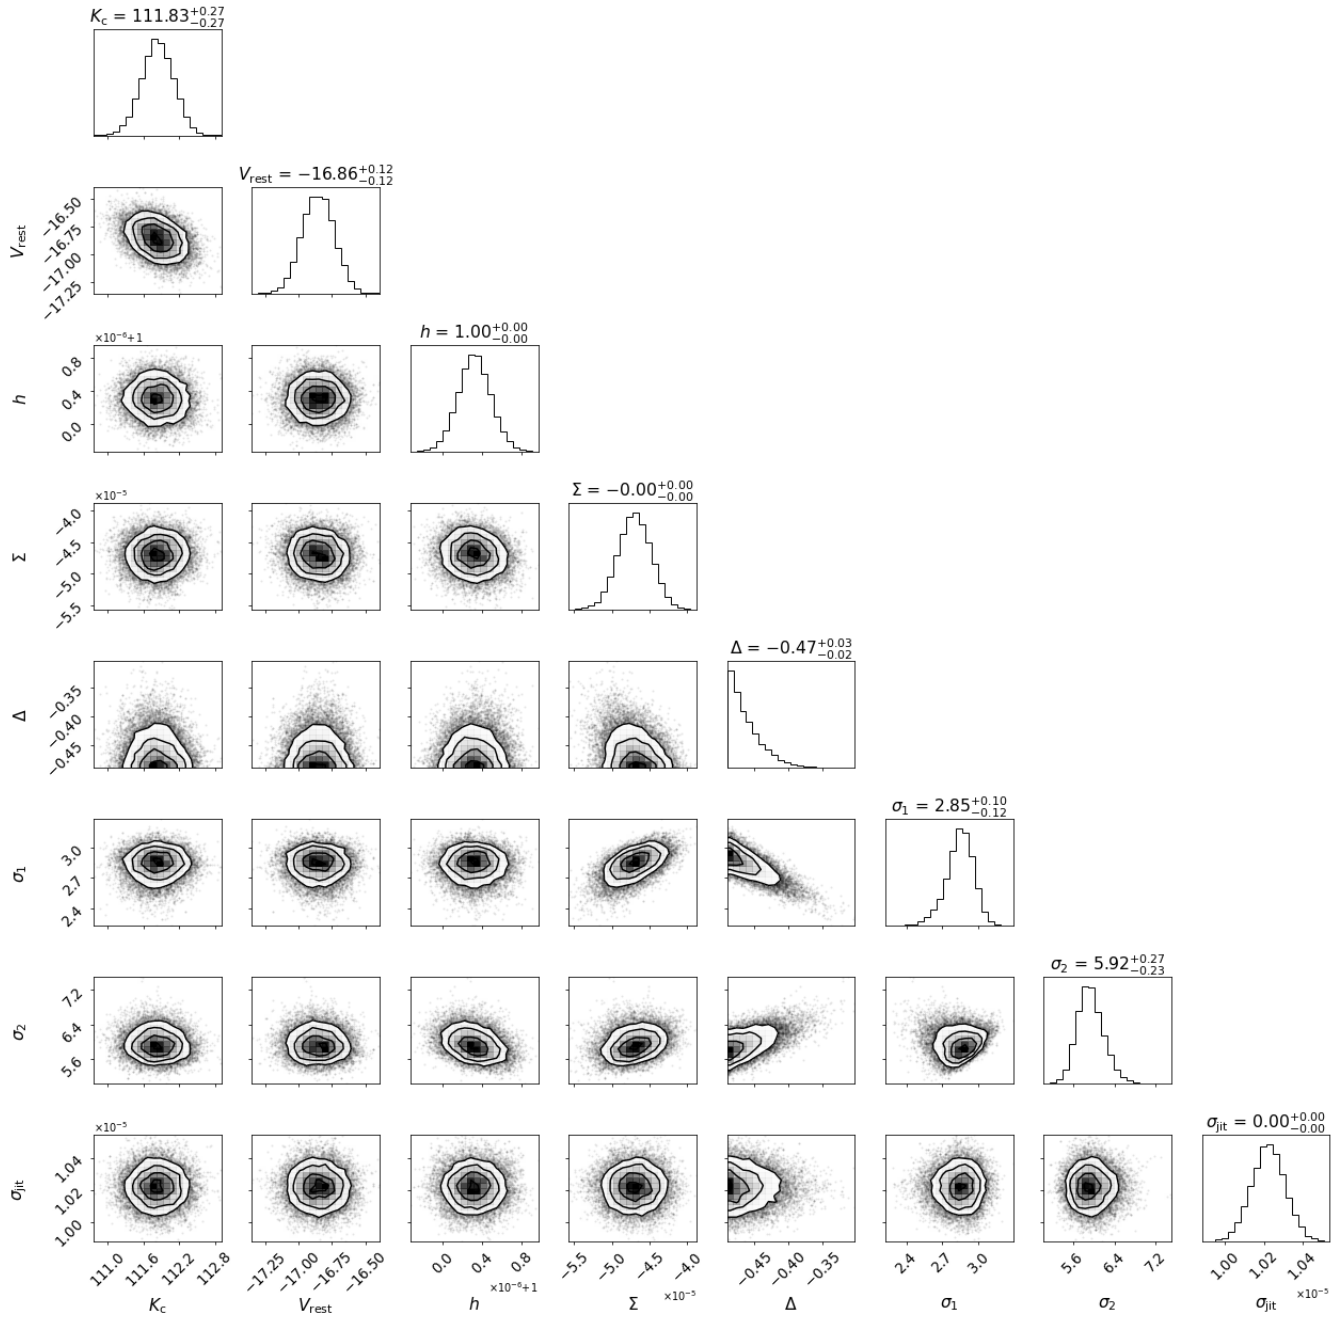 K_c = 111.83^{+0.27}_{−0.27}
V_rest = −16.86^{+0.12}_{−0.12}
V_rest
−16.50
−16.75
−17.00
−17.25
×10⁻⁶+1
h = 1.00^{+0.00}_{−0.00}
h
0.8
0.4
0.0
×10⁻⁵
Σ = −0.00^{+0.00}_{−0.00}
Σ
−4.0
−4.5
−5.0
−5.5
Δ = −0.47^{+0.03}_{−0.02}
Δ
−0.35
−0.40
−0.45
σ₁ = 2.85^{+0.10}_{−0.12}
σ₁
3.0
2.7
2.4
σ₂ = 5.92^{+0.27}_{−0.23}
σ₂
7.2
6.4
5.6
×10⁻⁵
σ_jit = 0.00^{+0.00}_{−0.00}
σ_jit
1.04
1.02
1.00
111.0 111.6 112.2 112.8
−17.25 −17.00 −16.75 −16.50
0.0 0.4 0.8
−5.5 −5.0 −4.5 −4.0
−0.45 −0.40 −0.35
2.4 2.7 3.0
5.6 6.4 7.2
1.00 1.02 1.04
×10⁻⁶+1 ×10⁻⁵ ×10⁻⁵
K_c V_rest h Σ Δ σ₁ σ₂ σ_jit